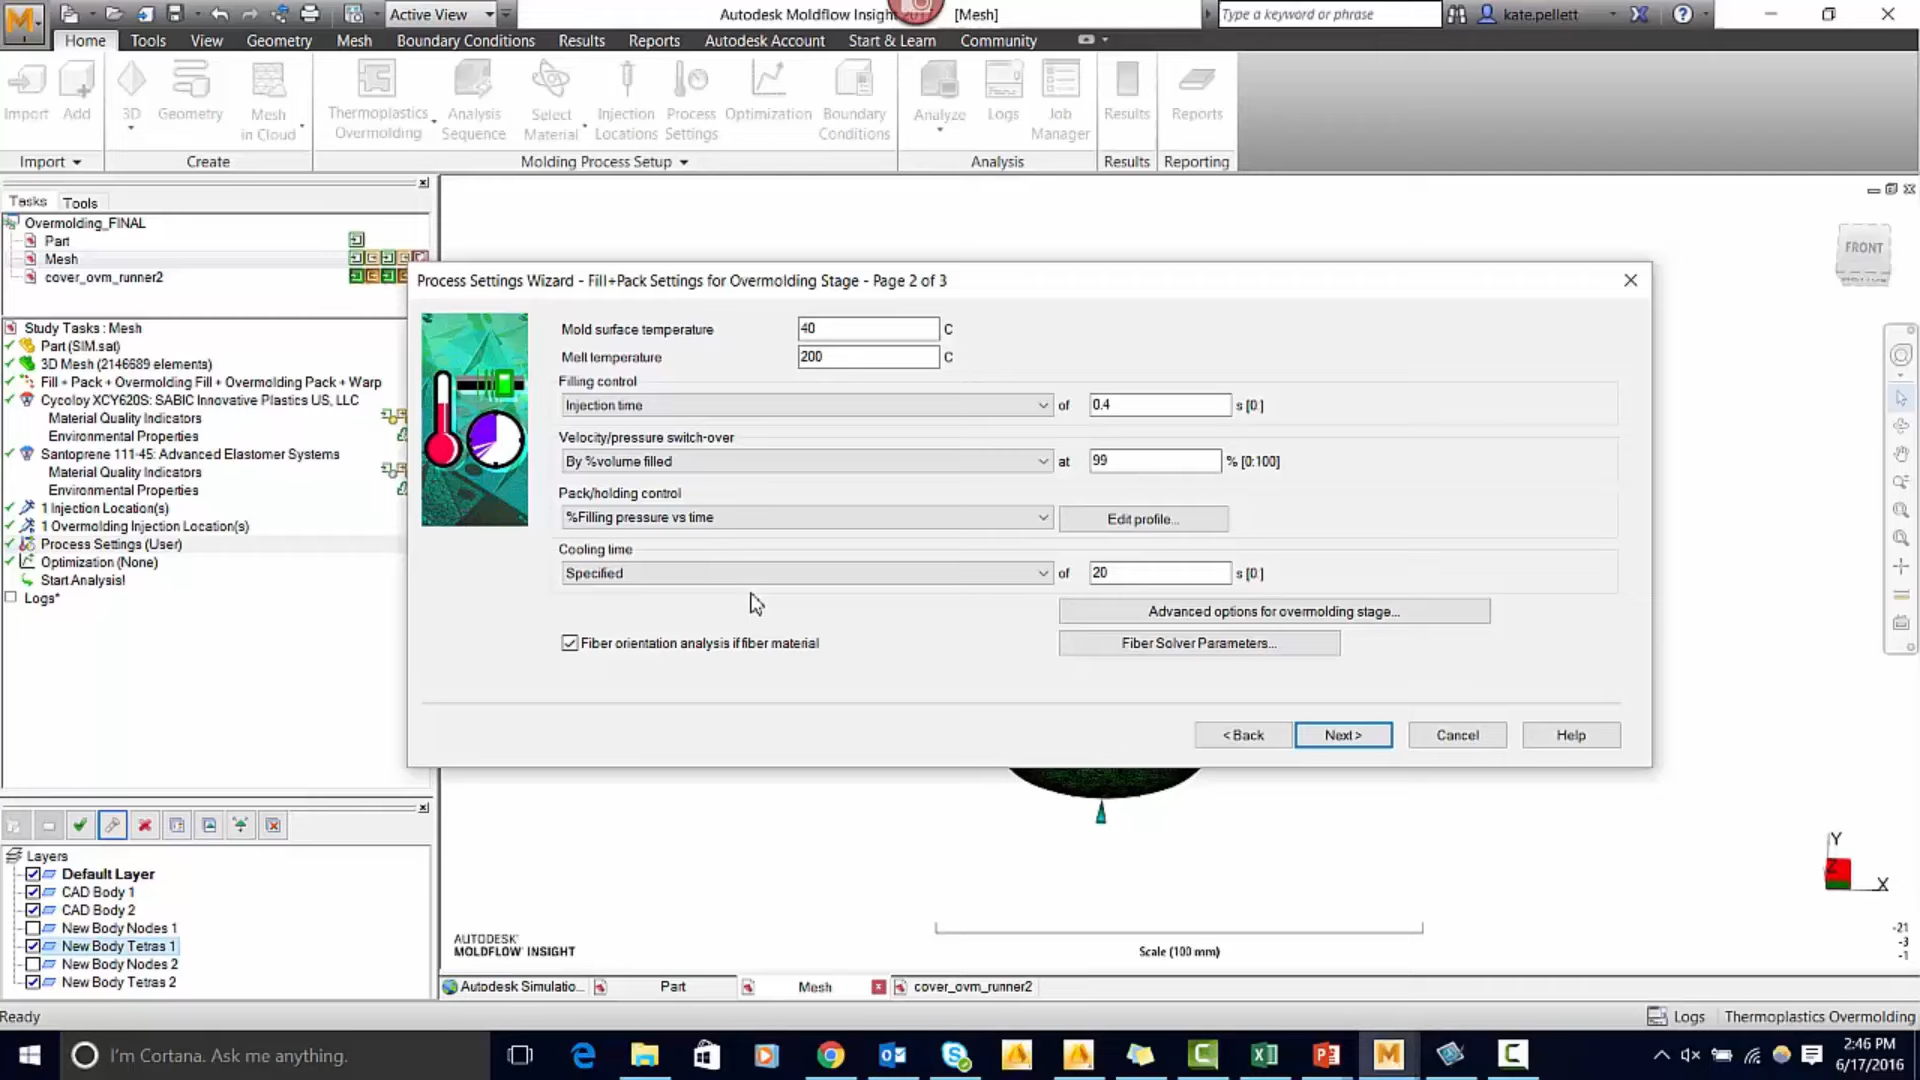 Active View
Autodesk Moldflow Insight
[Mesh]
Type a keyword or phrase
kate.pellett
Home
Tools
View
Geometry
Mesh
Boundary Conditions
Results
Reports
Autodesk Account
Start & Learn
Community
Import
Add
3D
Geometry
Mesh
in Cloud
Thermoplastics
Overmolding
Analysis
Sequence
Select
Material
Injection
Locations
Process
Settings
Optimization
Boundary
Conditions
Analyze
Logs
Job
Manager
Results
Reports
Import
Create
Molding Process Setup
Analysis
Results
Reporting
Tasks
Tools
Overmolding_FINAL
Part
Mesh
cover_ovm_runner2
Study Tasks : Mesh
Part (SIM.sat)
3D Mesh (2146689 elements)
Fill + Pack + Overmolding Fill + Overmolding Pack + Warp
Cycoloy XCY620S: SABIC Innovative Plastics US, LLC
Material Quality Indicators
Environmental Properties
Santoprene 111-45: Advanced Elastomer Systems
Material Quality Indicators
Environmental Properties
1 Injection Location(s)
1 Overmolding Injection Location(s)
Process Settings (User)
Optimization (None)
Start Analysis!
Logs*
Process Settings Wizard - Fill+Pack Settings for Overmolding Stage - Page 2 of 3
Mold surface temperature 40 C
Melt temperature 200 C
Filling control
Injection time of 0.4 s [0:]
Velocity/pressure switch-over
By %volume filled at 99 % [0:100]
Pack/holding control
%Filling pressure vs time Edit profile...
Cooling time
Specified of 20 s [0:]
Advanced options for overmolding stage...
Fiber orientation analysis if fiber material Fiber Solver Parameters...
< Back Next > Cancel Help
FRONT
Layers
Default Layer
CAD Body 1
CAD Body 2
New Body Nodes 1
New Body Tetras 1
New Body Nodes 2
New Body Tetras 2
AUTODESK
MOLDFLOW INSIGHT
Scale (100 mm)
Y
Z
X
-21
-3
-1
Autodesk Simulatio...
Part
Mesh
cover_ovm_runner2
Ready
Logs
Thermoplastics Overmolding
I'm Cortana. Ask me anything.
2:46 PM
6/17/2016